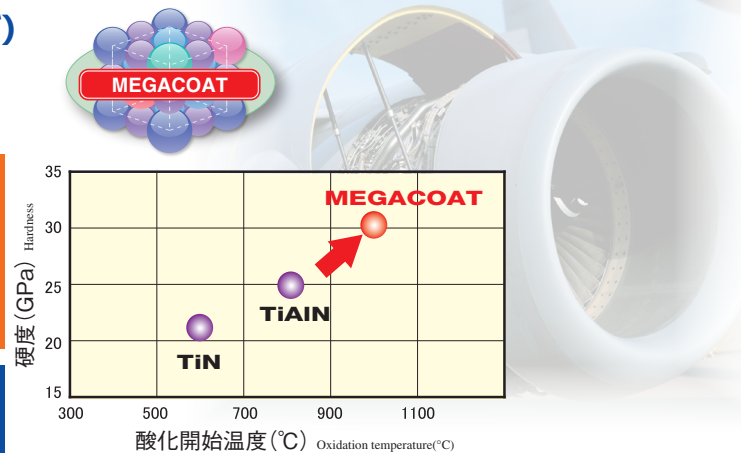 )
MEGACOAT
35
30
25
20
15
硬度(GPa) Hardness
MEGACOAT
TiAlN
TiN
300 500 700 900 1100
酸化開始温度(℃) Oxidation temperature(°C)